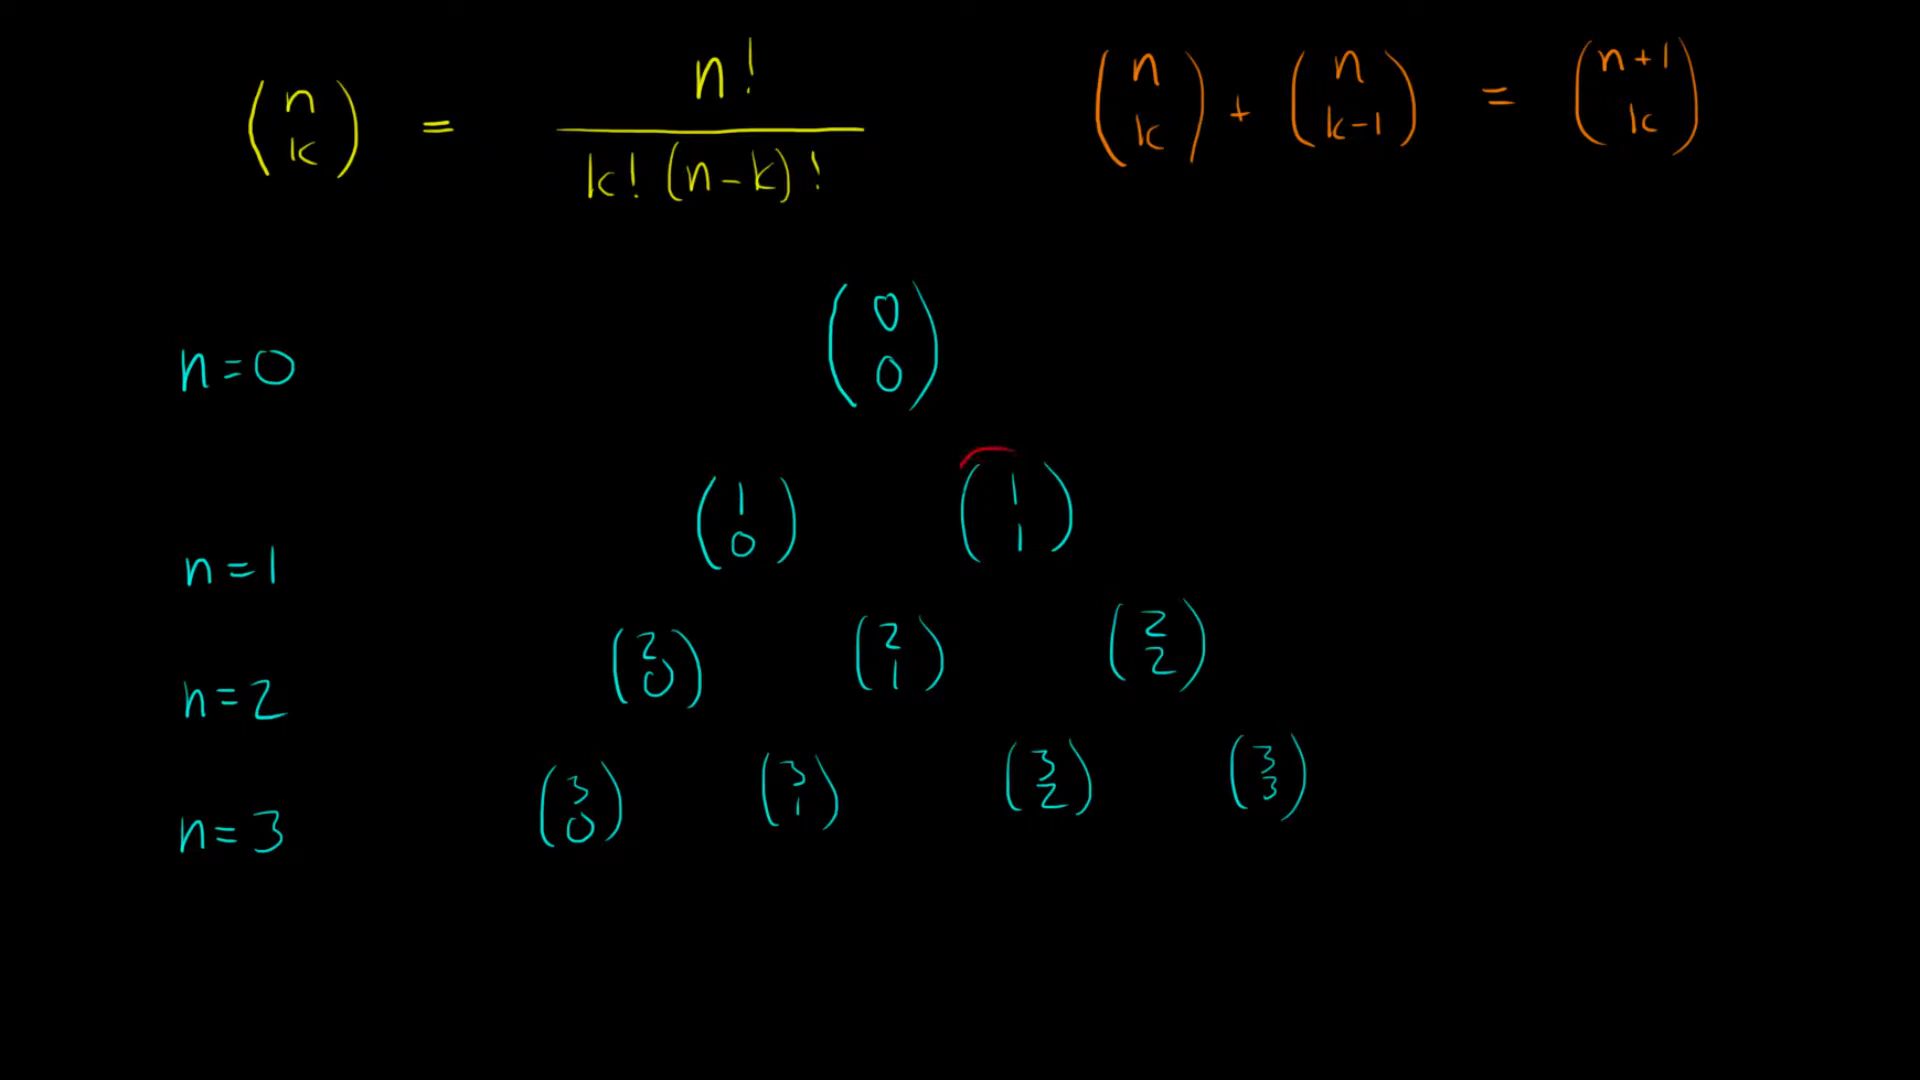 (n k) = n! / k! (n-k)!
(n k) + (n k-1) = (n+1 k)
n=0 (0 0)
n=1 (1 0) (1 1)
n=2 (2 0) (2 1) (2 2)
n=3 (3 0) (3 1) (3 2) (3 3)